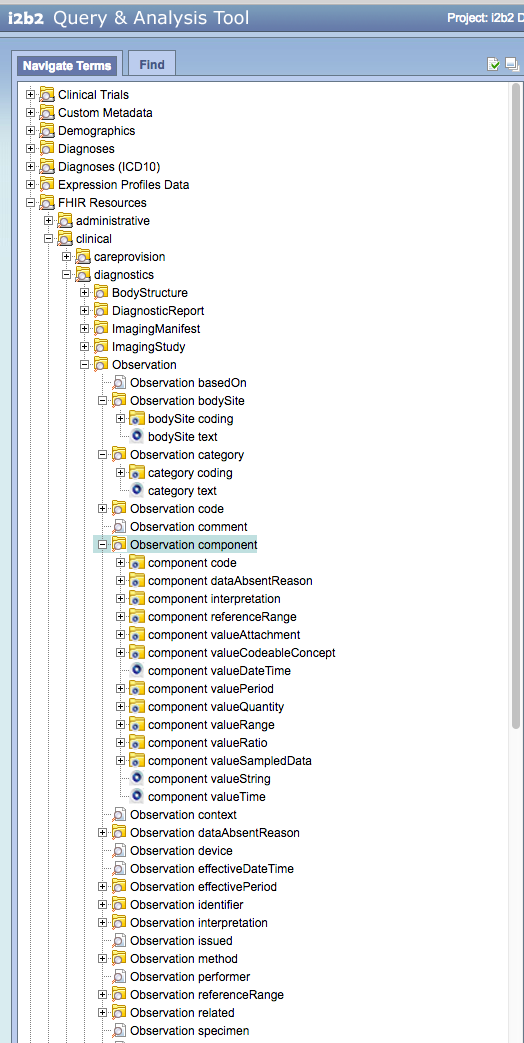 i2b2 Query & Analysis Tool Project: i2b2 D
Navigate Terms Find
Clinical Trials
Custom Metadata
Demographics
Diagnoses
Diagnoses (ICD10)
Expression Profiles Data
FHIR Resources
administrative
clinical
careprovision
diagnostics
BodyStructure
DiagnosticReport
ImagingManifest
ImagingStudy
Observation
Observation basedOn
Observation bodySite
bodySite coding
bodySite text
Observation category
category coding
category text
Observation code
Observation comment
Observation component
component code
component dataAbsentReason
component interpretation
component referenceRange
component valueAttachment
component valueCodeableConcept
component valueDateTime
component valuePeriod
component valueQuantity
component valueRange
component valueRatio
component valueSampledData
component valueString
component valueTime
Observation context
Observation dataAbsentReason
Observation device
Observation effectiveDateTime
Observation effectivePeriod
Observation identifier
Observation interpretation
Observation issued
Observation method
Observation performer
Observation referenceRange
Observation related
Observation specimen